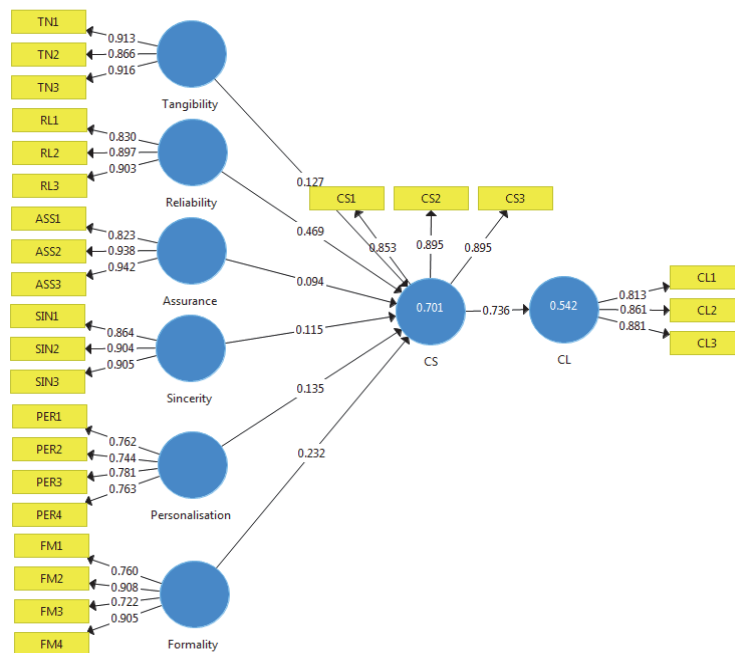 TN1
0.913
TN2
0.866
TN3
0.916
Tangibility
RL1
0.830
RL2
0.897
RL3
0.903
Reliability
ASS1
0.823
ASS2
0.938
ASS3
0.942
Assurance
SIN1
0.864
SIN2
0.904
SIN3
0.905
Sincerity
PER1
0.762
PER2
0.744
PER3
0.781
PER4
0.763
Personalisation
FM1
0.760
FM2
0.908
FM3
0.722
FM4
0.905
Formality
0.127
0.469
0.094
0.115
0.135
0.232
CS1
CS2
CS3
0.853
0.895
0.895
0.701
CS
0.736
0.542
CL
0.813
0.861
0.881
CL1
CL2
CL3